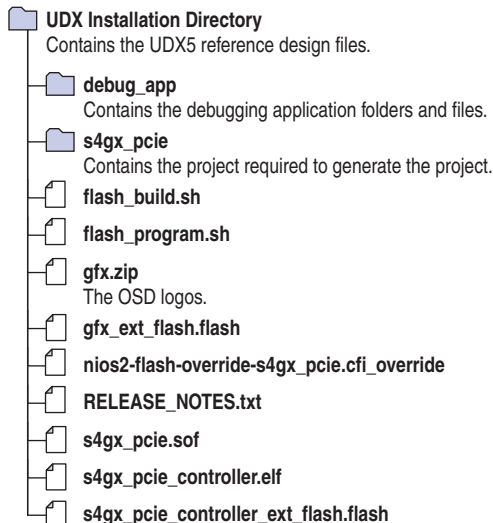 UDX Installation Directory
Contains the UDX5 reference design files.
debug_app
Contains the debugging application folders and files.
s4gx_pcie
Contains the project required to generate the project.
flash_build.sh
flash_program.sh
gfx.zip
The OSD logos.
gfx_ext_flash.flash
nios2-flash-override-s4gx_pcie.cfi_override
RELEASE_NOTES.txt
s4gx_pcie.sof
s4gx_pcie_controller.elf
s4gx_pcie_controller_ext_flash.flash